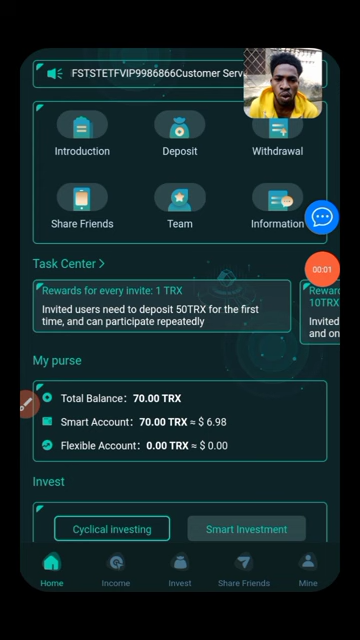 FSTSTETFVIP9986866Customer Serv
Introduction
Deposit
Withdrawal
Share Friends
Team
Information
00:01
Task Center >
Rewards for every invite: 1 TRX
Invited users need to deposit 50TRX for the first
time, and can participate repeatedly
Reward
10TRX
Invited
and on
My purse
Total Balance: 70.00 TRX
Smart Account: 70.00 TRX ≈ $ 6.98
Flexible Account: 0.00 TRX ≈ $ 0.00
Invest
Cyclical investing
Smart Investment
Home
Income
Invest
Share Friends
Mine